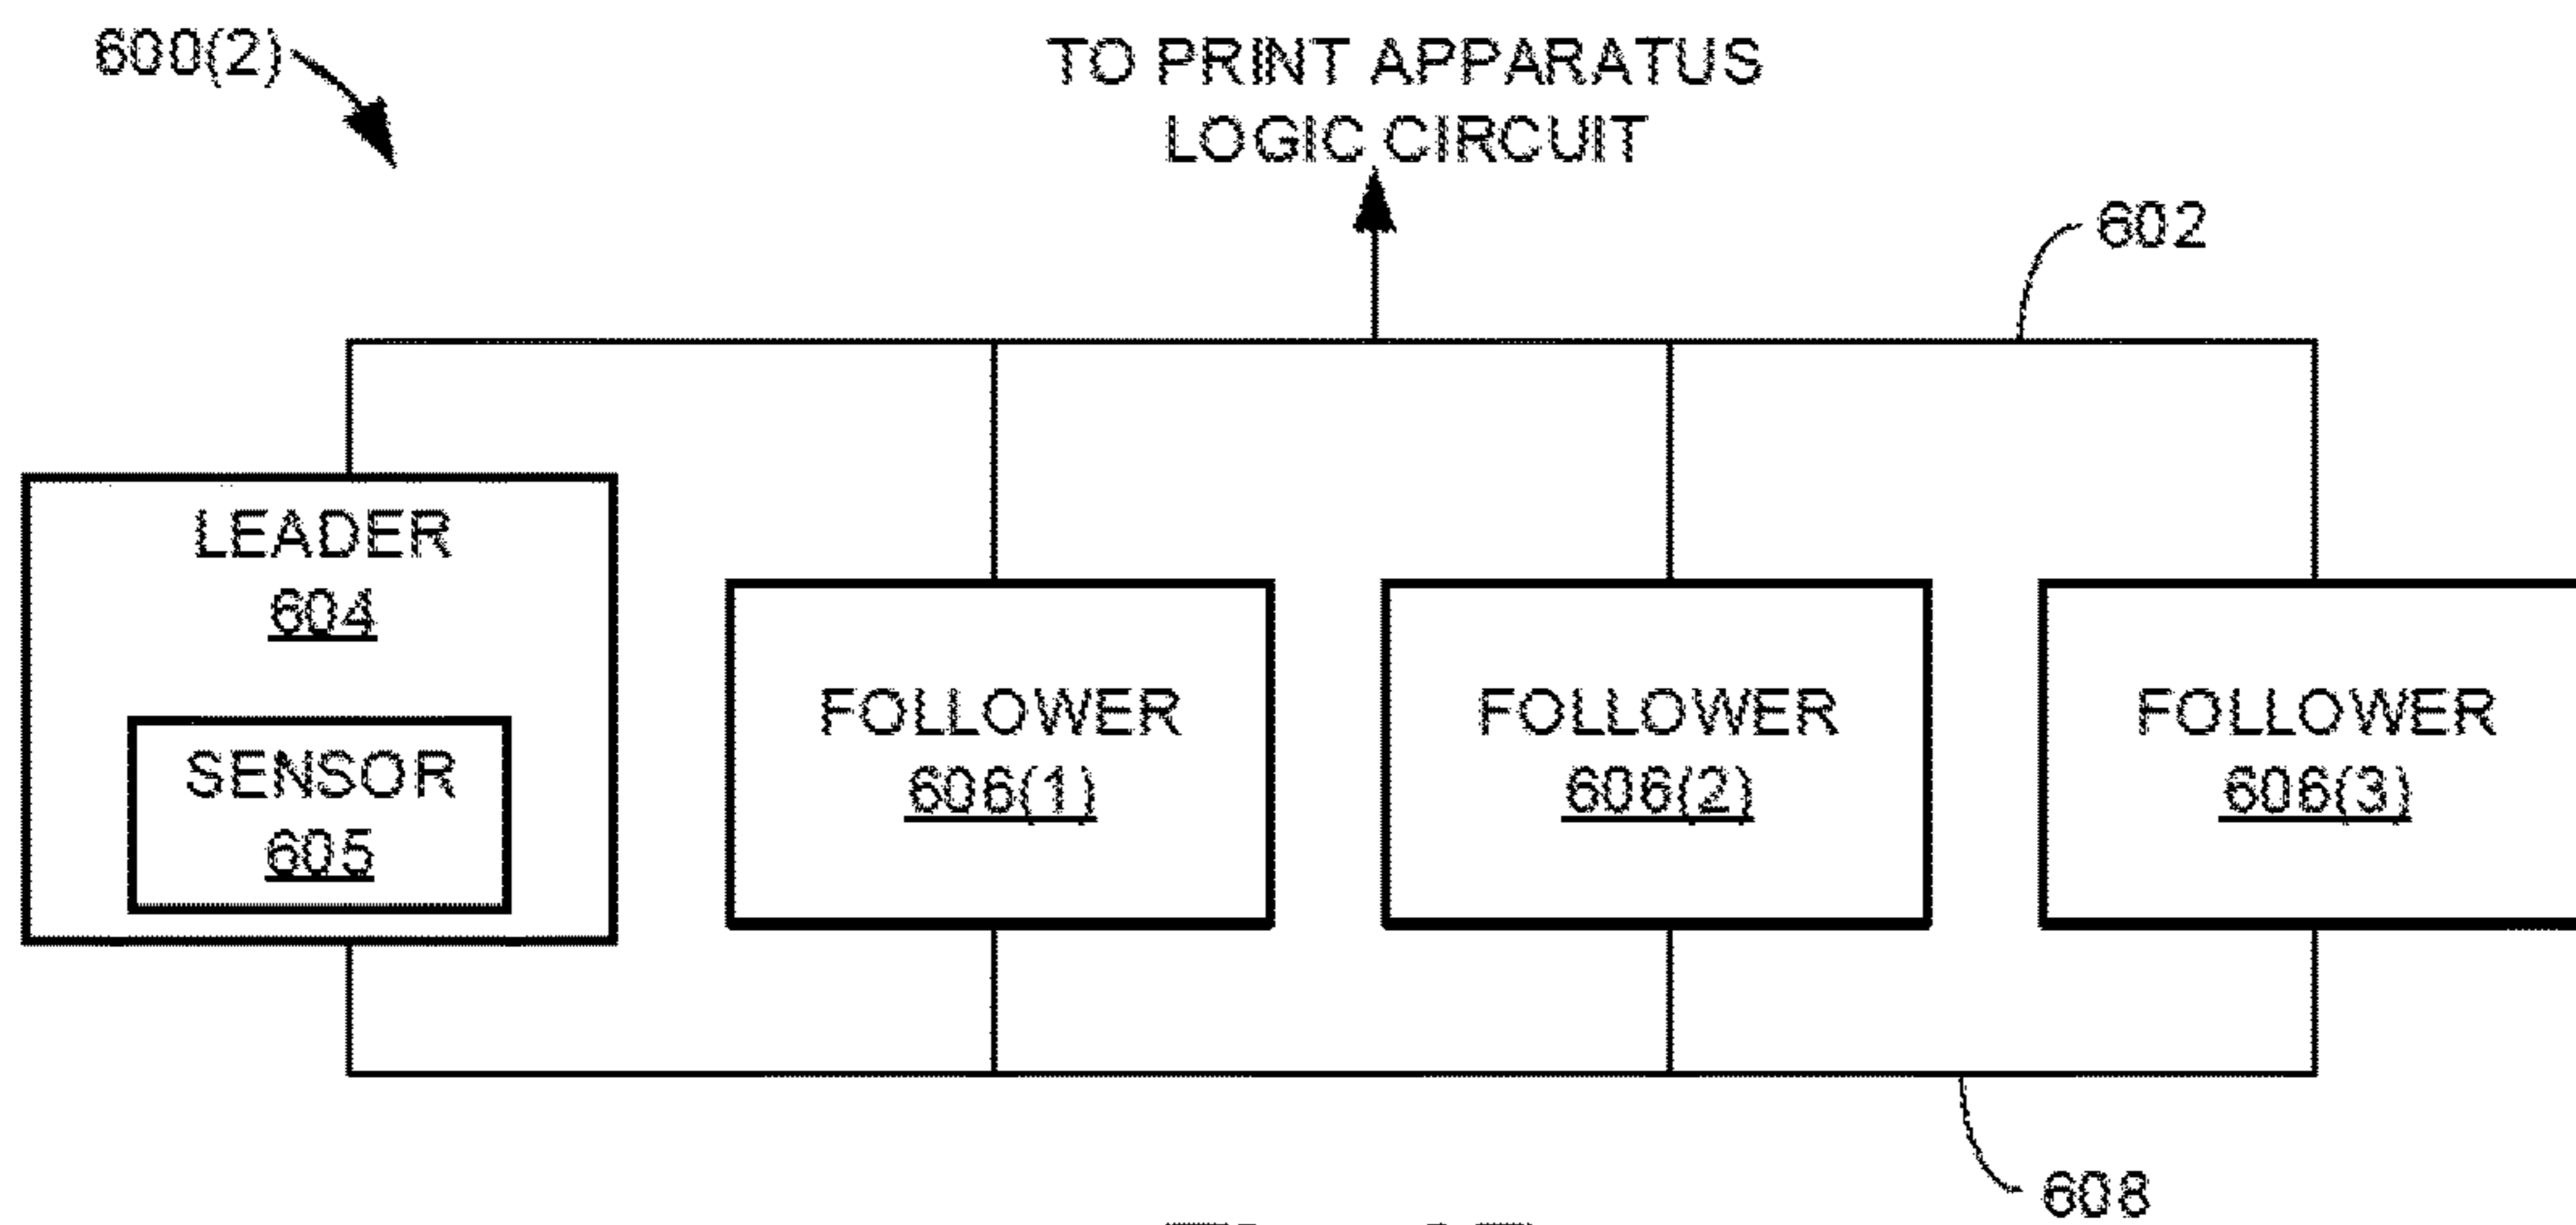 600(2)
TO PRINT APPARATUS
LOGIC CIRCUIT
602
LEADER
604
SENSOR
605
FOLLOWER
606(1)
FOLLOWER
606(2)
FOLLOWER
606(3)
608